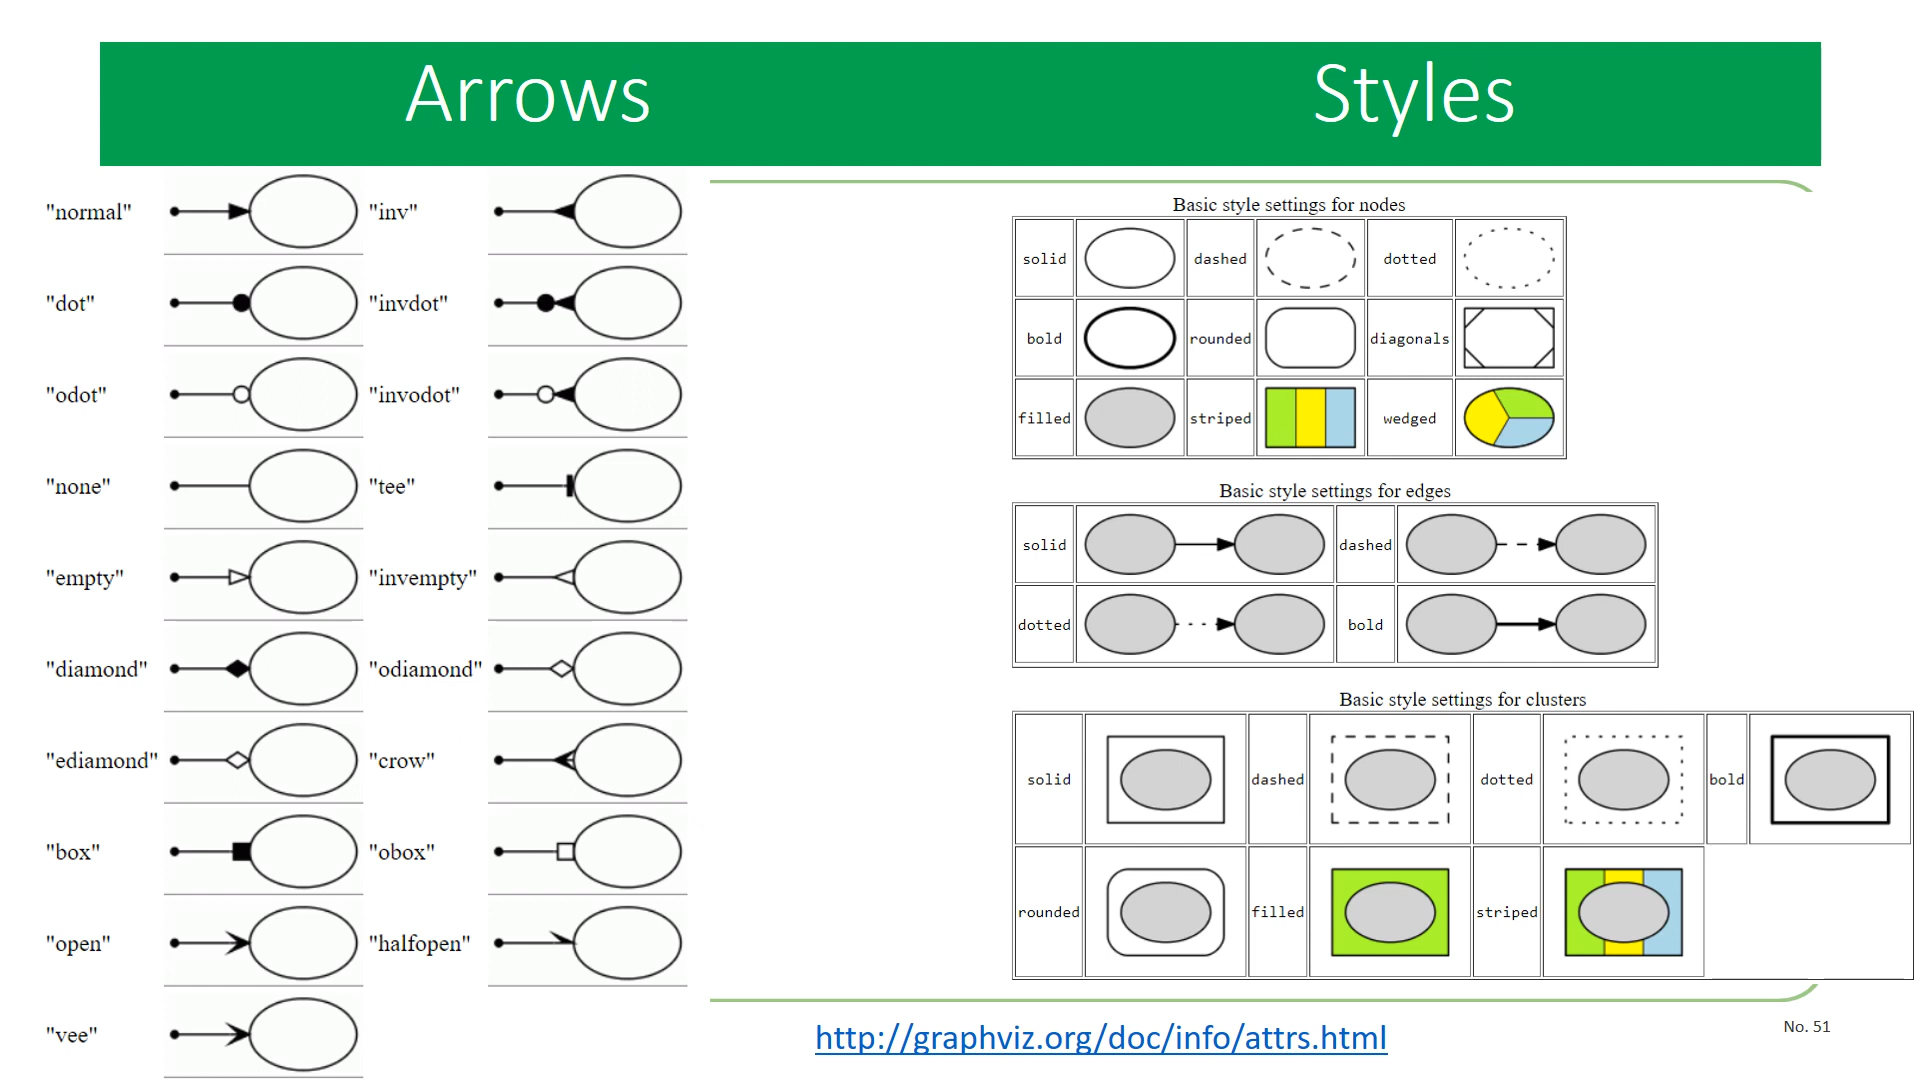 Arrows
Styles
"normal" "inv"
"dot" "invdot"
"odot" "invodot"
"none" "tee"
"empty" "invempty"
"diamond" "odiamond"
"ediamond" "crow"
"box" "obox"
"open" "halfopen"
"vee"
Basic style settings for nodes
solid dashed dotted
bold rounded diagonals
filled striped wedged
Basic style settings for edges
solid dashed
dotted bold
Basic style settings for clusters
solid dashed dotted bold
rounded filled striped
http://graphviz.org/doc/info/attrs.html
No. 51